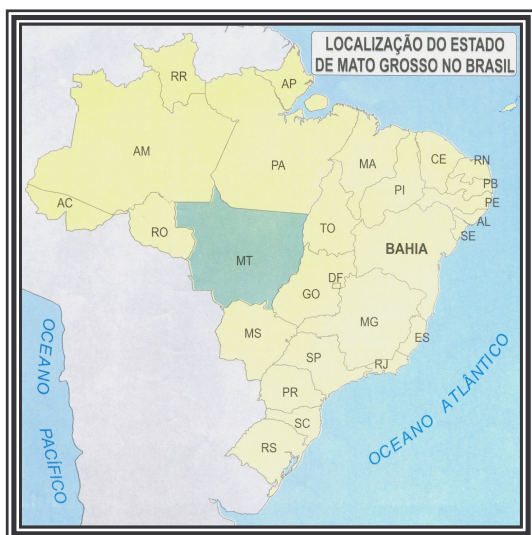 LOCALIZAÇÃO DO ESTADO
DE MATO GROSSO NO BRASIL
RR
AP
AM
PA
MA
CE
RN
PB
PI
PE
AC
AL
SE
RO
TO
BAHIA
MT
DF
GO
MG
ES
MS
SP
RJ
PR
SC
RS
OCEANO PACÍFICO
OCEANO ATLÂNTICO